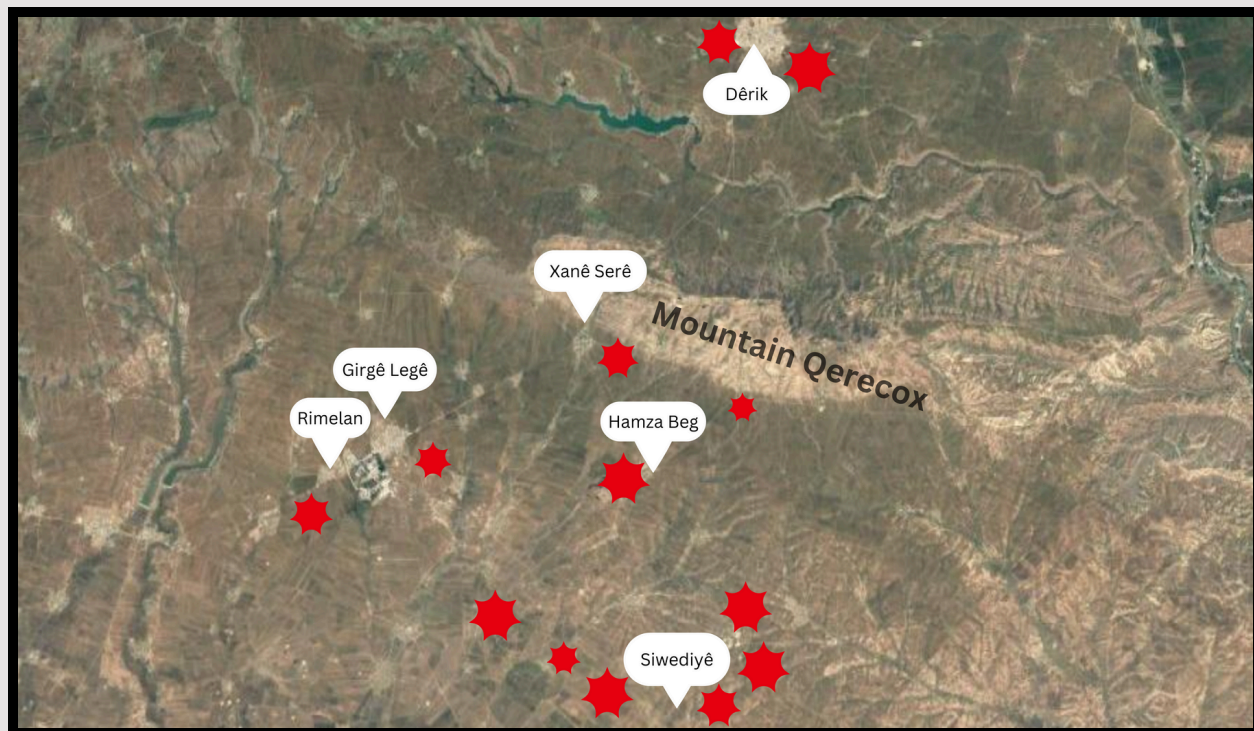 Dêrik
Xanê Serê
Mountain Qerecox
Girgê Legê
Rimelan
Hamza Beg
Siwediyê